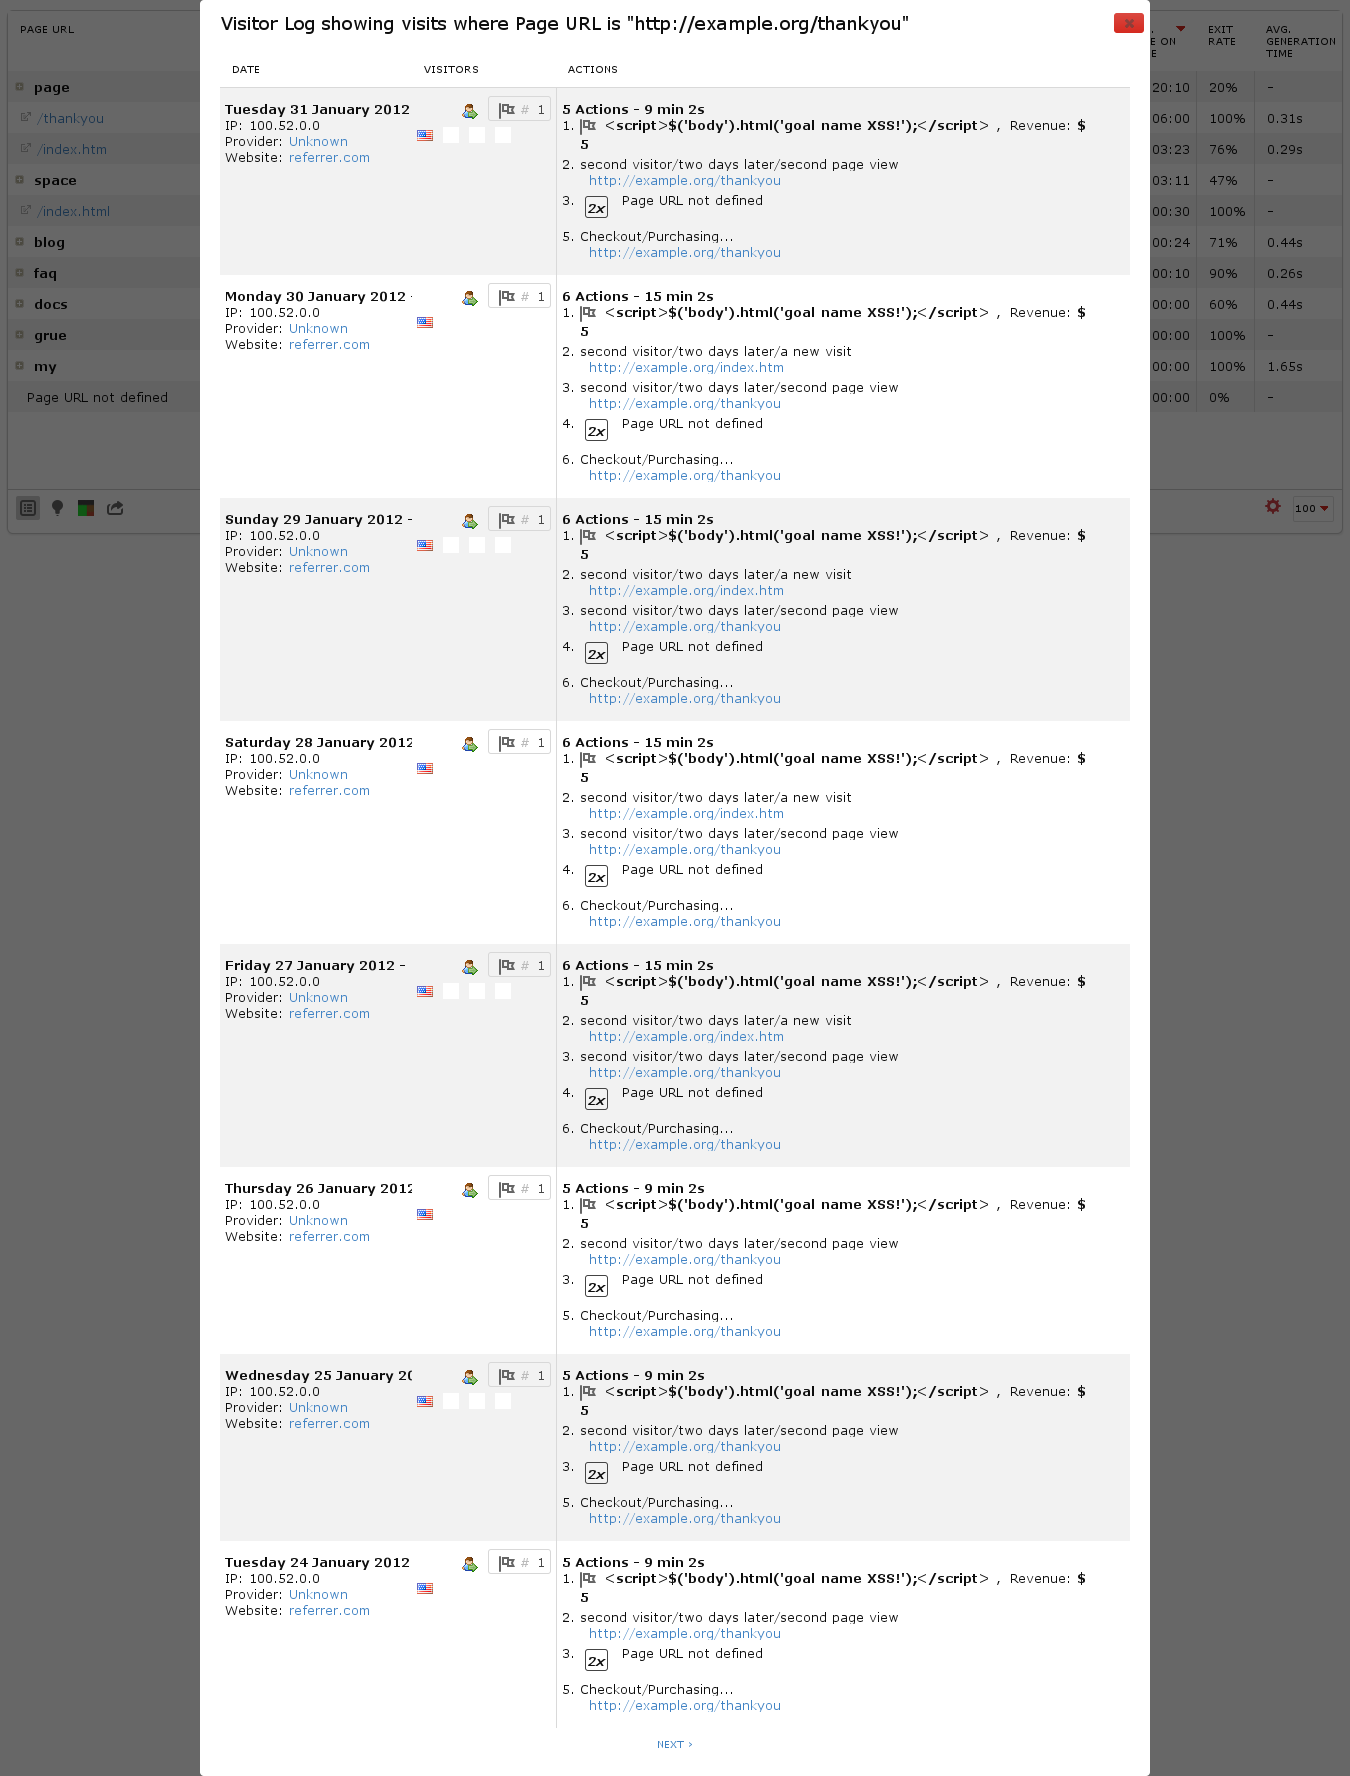 Visitor Log showing visits where Page URL is "http://example.org/thankyou"
DATE VISITORS ACTIONS
Tuesday 31 January 2012 # 1 5 Actions - 9 min 2s
IP: 100.52.0.0
Provider: Unknown
Website: referrer.com
1. <script>$('body').html('goal name XSS!');</script> , Revenue: $
5
2. second visitor/two days later/second page view
http://example.org/thankyou
3. 2x Page URL not defined
5. Checkout/Purchasing...
http://example.org/thankyou
Monday 30 January 2012 - # 1 6 Actions - 15 min 2s
IP: 100.52.0.0
Provider: Unknown
Website: referrer.com
1. <script>$('body').html('goal name XSS!');</script> , Revenue: $
5
2. second visitor/two days later/a new visit
http://example.org/index.htm
3. second visitor/two days later/second page view
http://example.org/thankyou
4. 2x Page URL not defined
6. Checkout/Purchasing...
http://example.org/thankyou
Sunday 29 January 2012 - # 1 6 Actions - 15 min 2s
IP: 100.52.0.0
Provider: Unknown
Website: referrer.com
1. <script>$('body').html('goal name XSS!');</script> , Revenue: $
5
2. second visitor/two days later/a new visit
http://example.org/index.htm
3. second visitor/two days later/second page view
http://example.org/thankyou
4. 2x Page URL not defined
6. Checkout/Purchasing...
http://example.org/thankyou
Saturday 28 January 2012 # 1 6 Actions - 15 min 2s
IP: 100.52.0.0
Provider: Unknown
Website: referrer.com
1. <script>$('body').html('goal name XSS!');</script> , Revenue: $
5
2. second visitor/two days later/a new visit
http://example.org/index.htm
3. second visitor/two days later/second page view
http://example.org/thankyou
4. 2x Page URL not defined
6. Checkout/Purchasing...
http://example.org/thankyou
Friday 27 January 2012 - # 1 6 Actions - 15 min 2s
IP: 100.52.0.0
Provider: Unknown
Website: referrer.com
1. <script>$('body').html('goal name XSS!');</script> , Revenue: $
5
2. second visitor/two days later/a new visit
http://example.org/index.htm
3. second visitor/two days later/second page view
http://example.org/thankyou
4. 2x Page URL not defined
6. Checkout/Purchasing...
http://example.org/thankyou
Thursday 26 January 2012 # 1 5 Actions - 9 min 2s
IP: 100.52.0.0
Provider: Unknown
Website: referrer.com
1. <script>$('body').html('goal name XSS!');</script> , Revenue: $
5
2. second visitor/two days later/second page view
http://example.org/thankyou
3. 2x Page URL not defined
5. Checkout/Purchasing...
http://example.org/thankyou
Wednesday 25 January 20 # 1 5 Actions - 9 min 2s
IP: 100.52.0.0
Provider: Unknown
Website: referrer.com
1. <script>$('body').html('goal name XSS!');</script> , Revenue: $
5
2. second visitor/two days later/second page view
http://example.org/thankyou
3. 2x Page URL not defined
5. Checkout/Purchasing...
http://example.org/thankyou
Tuesday 24 January 2012 # 1 5 Actions - 9 min 2s
IP: 100.52.0.0
Provider: Unknown
Website: referrer.com
1. <script>$('body').html('goal name XSS!');</script> , Revenue: $
5
2. second visitor/two days later/second page view
http://example.org/thankyou
3. 2x Page URL not defined
5. Checkout/Purchasing...
http://example.org/thankyou
NEXT ›
PAGE URL
page
/thankyou
/index.htm
space
/index.html
blog
faq
docs
grue
my
Page URL not defined
E ON EXIT RATE AVG. GENERATION TIME
20:10 20% -
06:00 100% 0.31s
03:23 76% 0.29s
03:11 47% -
00:30 100% -
00:24 71% 0.44s
00:10 90% 0.26s
00:00 60% 0.44s
00:00 100% -
00:00 100% 1.65s
00:00 0% -
100